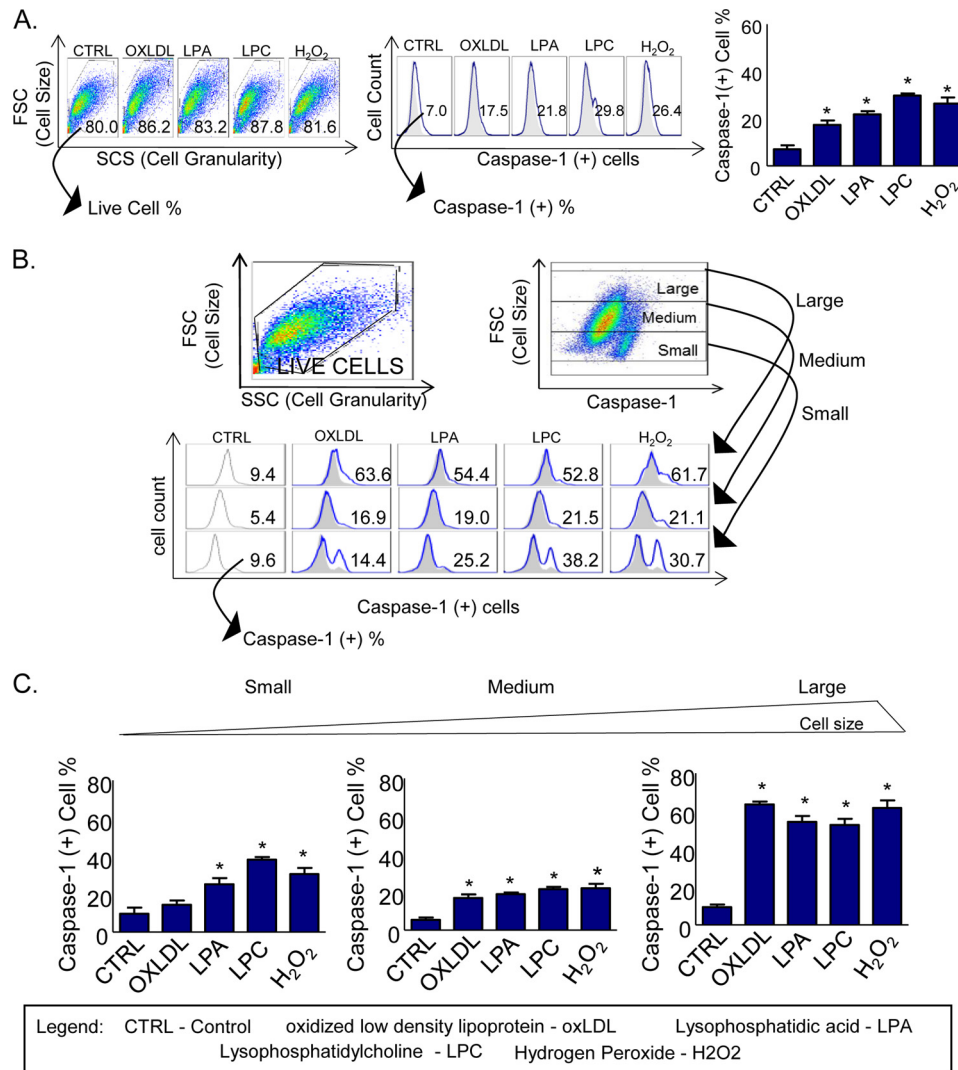 A.
CTRL OXLDL LPA LPC H₂O₂
FSC
(Cell Size)
80.0 86.2 83.2 87.8 81.6
SCS (Cell Granularity)
Live Cell %
CTRL OXLDL LPA LPC H₂O₂
Cell Count
7.0 17.5 21.8 29.8 26.4
Caspase-1 (+) cells
Caspase-1 (+) %
Caspase-1(+) Cell %
60
40
20
0
* * * *
CTRL OXLDL LPA LPC H₂O₂
B.
FSC
(Cell Size)
LIVE CELLS
SSC (Cell Granularity)
FSC
(Cell Size)
Large
Medium
Small
Caspase-1
Large
Medium
Small
CTRL OXLDL LPA LPC H₂O₂
cell count
9.4 63.6 54.4 52.8 61.7
5.4 16.9 19.0 21.5 21.1
9.6 14.4 25.2 38.2 30.7
Caspase-1 (+) cells
Caspase-1 (+) %
C.
Small Medium Large
Cell size
Caspase-1 (+) Cell %
80
60
40
20
0
* * *
CTRL OXLDL LPA LPC H₂O₂
Caspase-1 (+) Cell %
80
60
40
20
0
* * * *
CTRL OXLDL LPA LPC H₂O₂
Caspase-1 (+) Cell %
80
60
40
20
0
* * * *
CTRL OXLDL LPA LPC H₂O₂
Legend: CTRL - Control oxidized low density lipoprotein - oxLDL Lysophosphatidic acid - LPA
Lysophosphatidylcholine - LPC Hydrogen Peroxide - H2O2